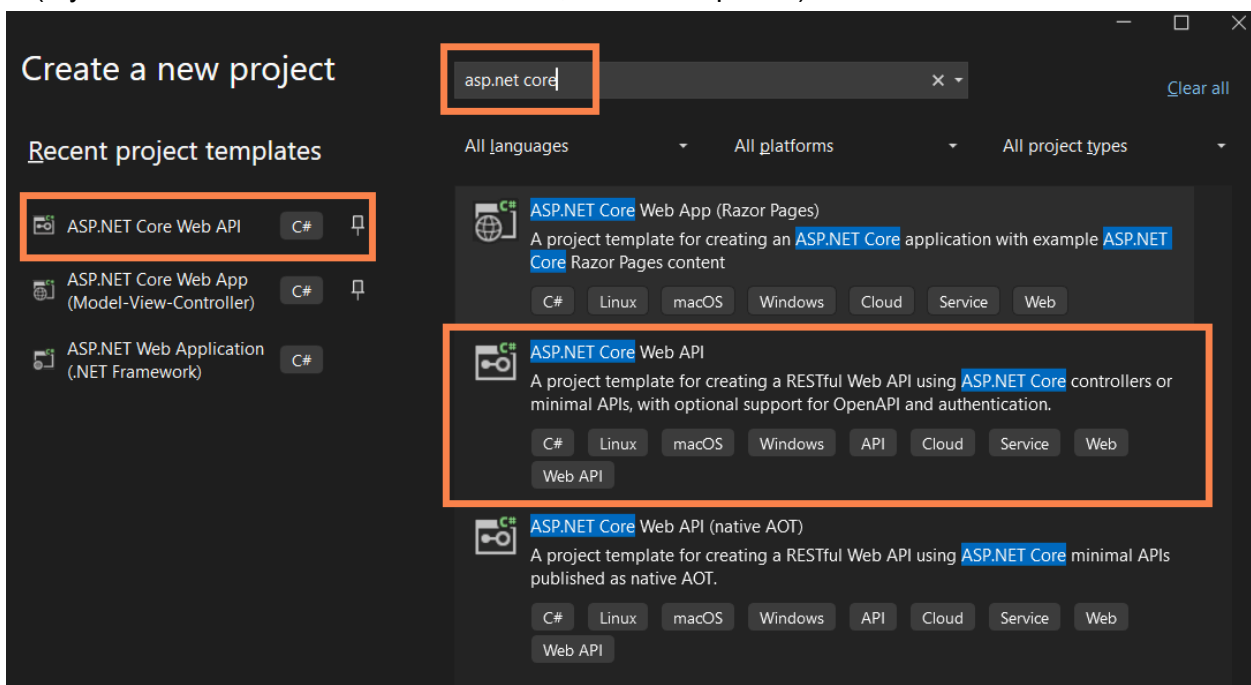 Create a new project
asp.net core
Clear all
Recent project templates
All languages
All platforms
All project types
ASP.NET Core Web API
C#
ASP.NET Core Web App
(Model-View-Controller)
C#
ASP.NET Web Application
(.NET Framework)
C#
ASP.NET Core Web App (Razor Pages)
A project template for creating an ASP.NET Core application with example ASP.NET
Core Razor Pages content
C# Linux macOS Windows Cloud Service Web
ASP.NET Core Web API
A project template for creating a RESTful Web API using ASP.NET Core controllers or
minimal APIs, with optional support for OpenAPI and authentication.
C# Linux macOS Windows API Cloud Service Web
Web API
ASP.NET Core Web API (native AOT)
A project template for creating a RESTful Web API using ASP.NET Core minimal APIs
published as native AOT.
C# Linux macOS Windows API Cloud Service Web
Web API